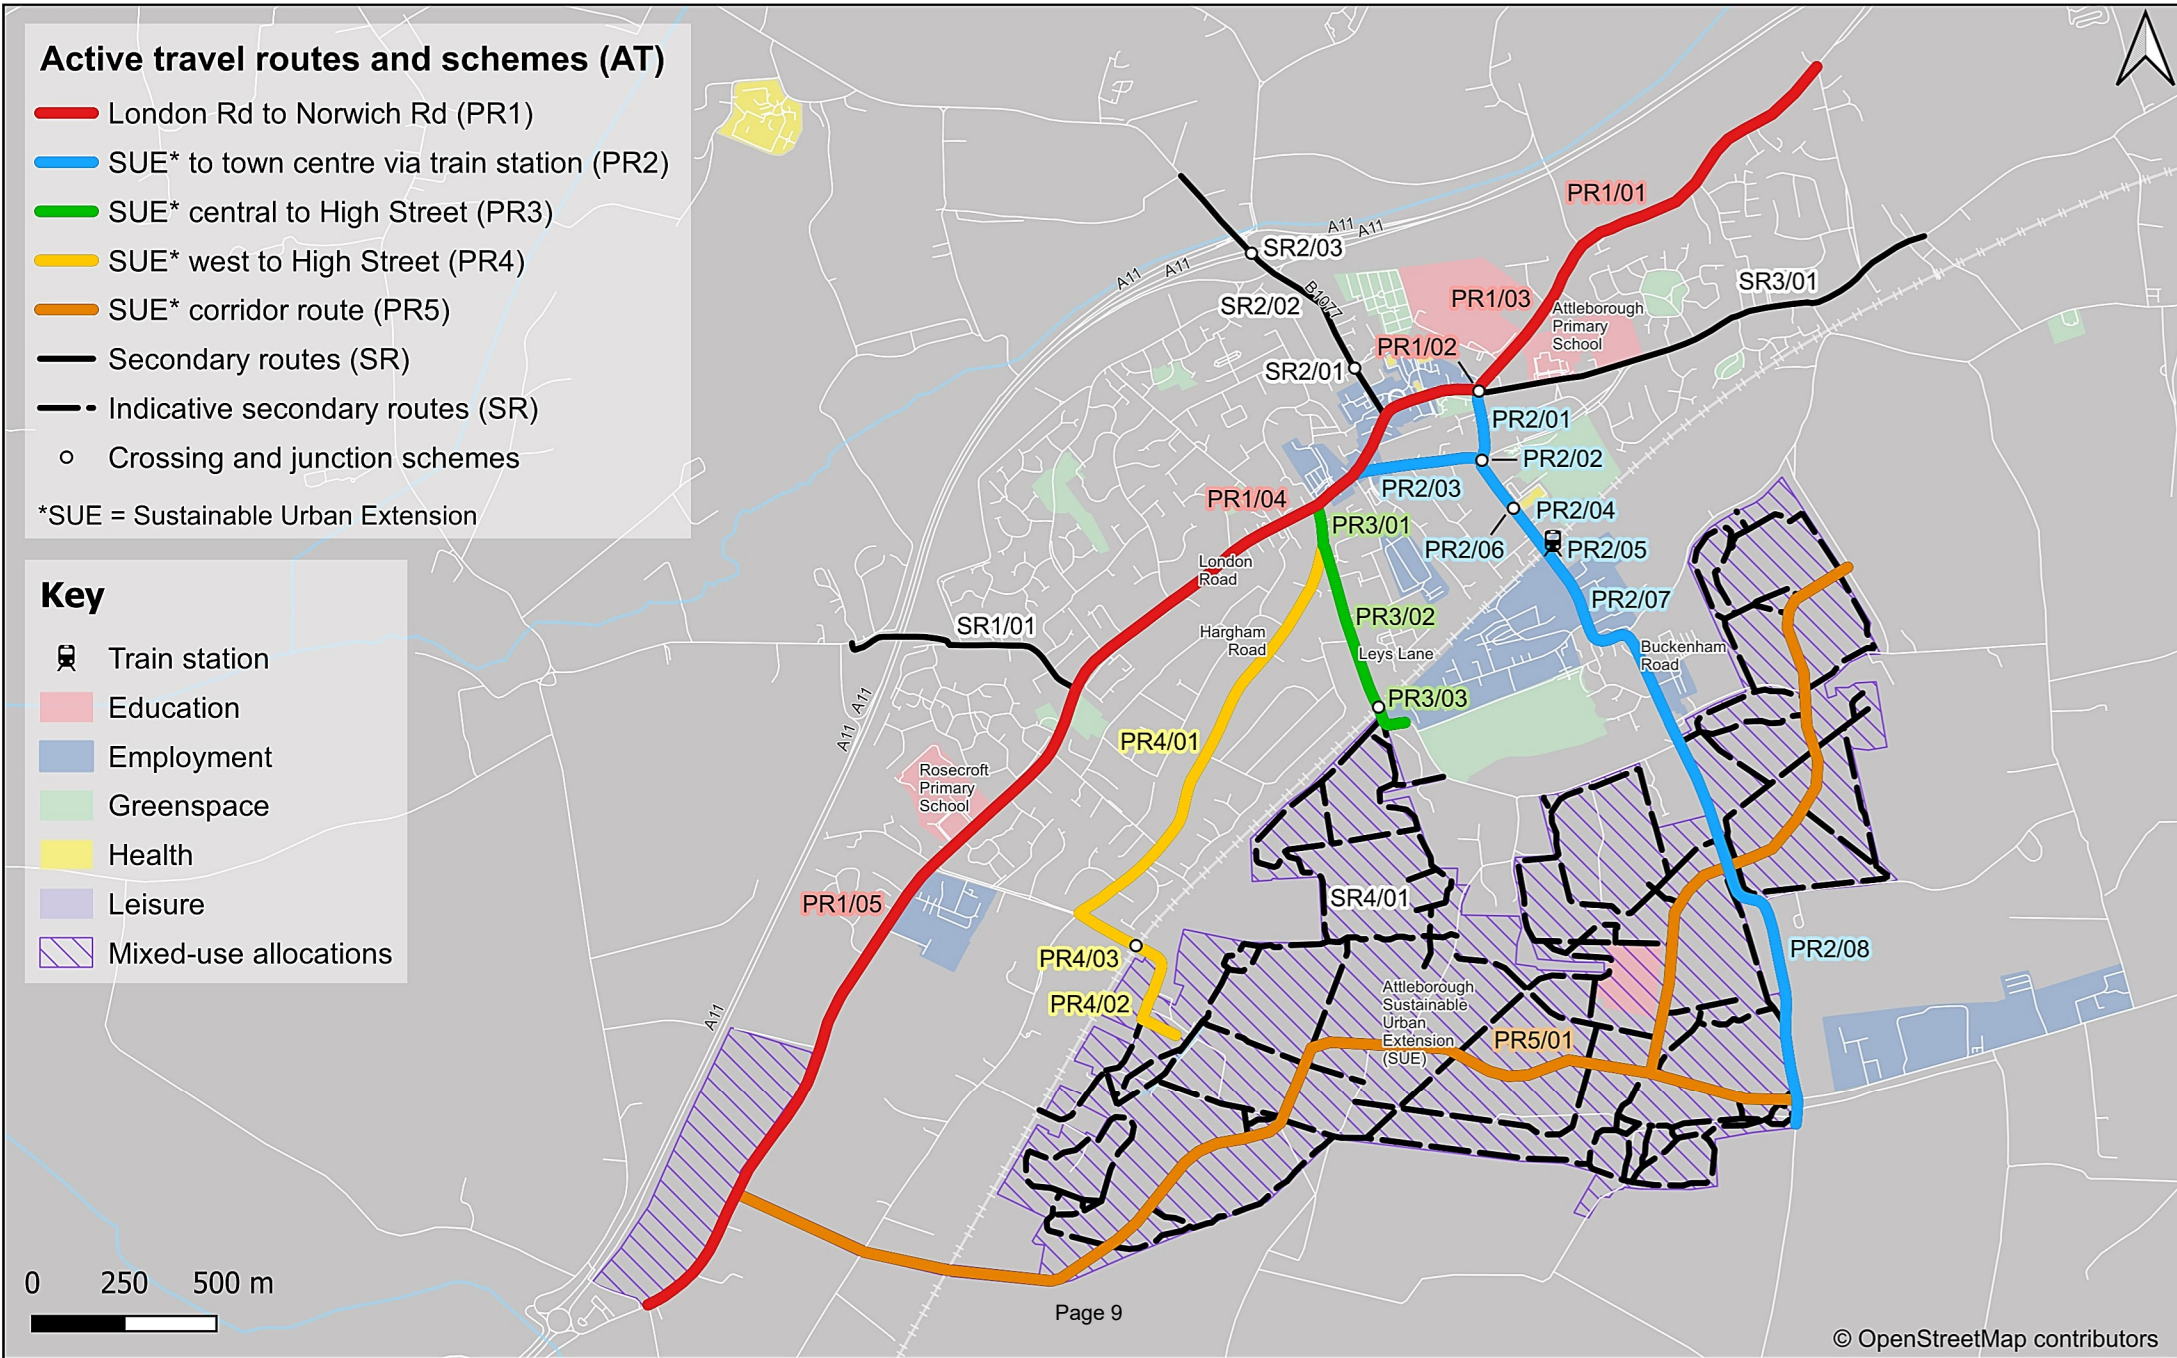 Active travel routes and schemes (AT)
London Rd to Norwich Rd (PR1)
SUE* to town centre via train station (PR2)
SUE* central to High Street (PR3)
SUE* west to High Street (PR4)
SUE* corridor route (PR5)
Secondary routes (SR)
Indicative secondary routes (SR)
Crossing and junction schemes
*SUE = Sustainable Urban Extension
Key
Train station
Education
Employment
Greenspace
Health
Leisure
Mixed-use allocations
0 250 500 m
PR1/01
A11
A11
SR2/03
A11
A11
SR3/01
B1077
SR2/02
PR1/03
Attleborough
Primary
School
PR1/02
SR2/01
PR2/01
PR2/02
PR2/03
PR1/04
PR3/01
PR2/04
PR2/06
PR2/05
London
Road
PR2/07
PR3/02
SR1/01
Hargham
Road
Leys Lane
Buckenham
Road
PR3/03
A11
A11
PR4/01
Rosecroft
Primary
School
SR4/01
PR1/05
PR4/03
PR2/08
PR4/02
Attleborough
Sustainable
Urban
Extension
(SUE)
A11
PR5/01
Page 9
© OpenStreetMap contributors